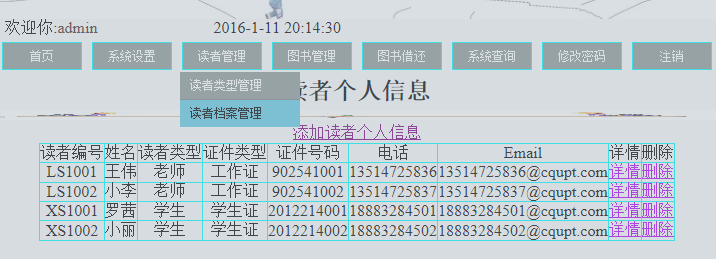 欢迎你:admin 2016-1-11 20:14:30
首页 系统设置 读者管理 图书管理 图书借还 系统查询 修改密码 注销
读者类型管理
读者档案管理
读者个人信息
添加读者个人信息
读者编号 姓名 读者类型 证件类型 证件号码 电话 Email 详情 删除
LS1001 王伟 老师 工作证 902541001 13514725836 13514725836@cqupt.com 详情 删除
LS1002 小李 老师 工作证 902541002 13514725837 13514725837@cqupt.com 详情 删除
XS1001 罗茜 学生 学生证 2012214001 18883284501 18883284501@cqupt.com 详情 删除
XS1002 小丽 学生 学生证 2012214002 18883284502 18883284502@cqupt.com 详情 删除